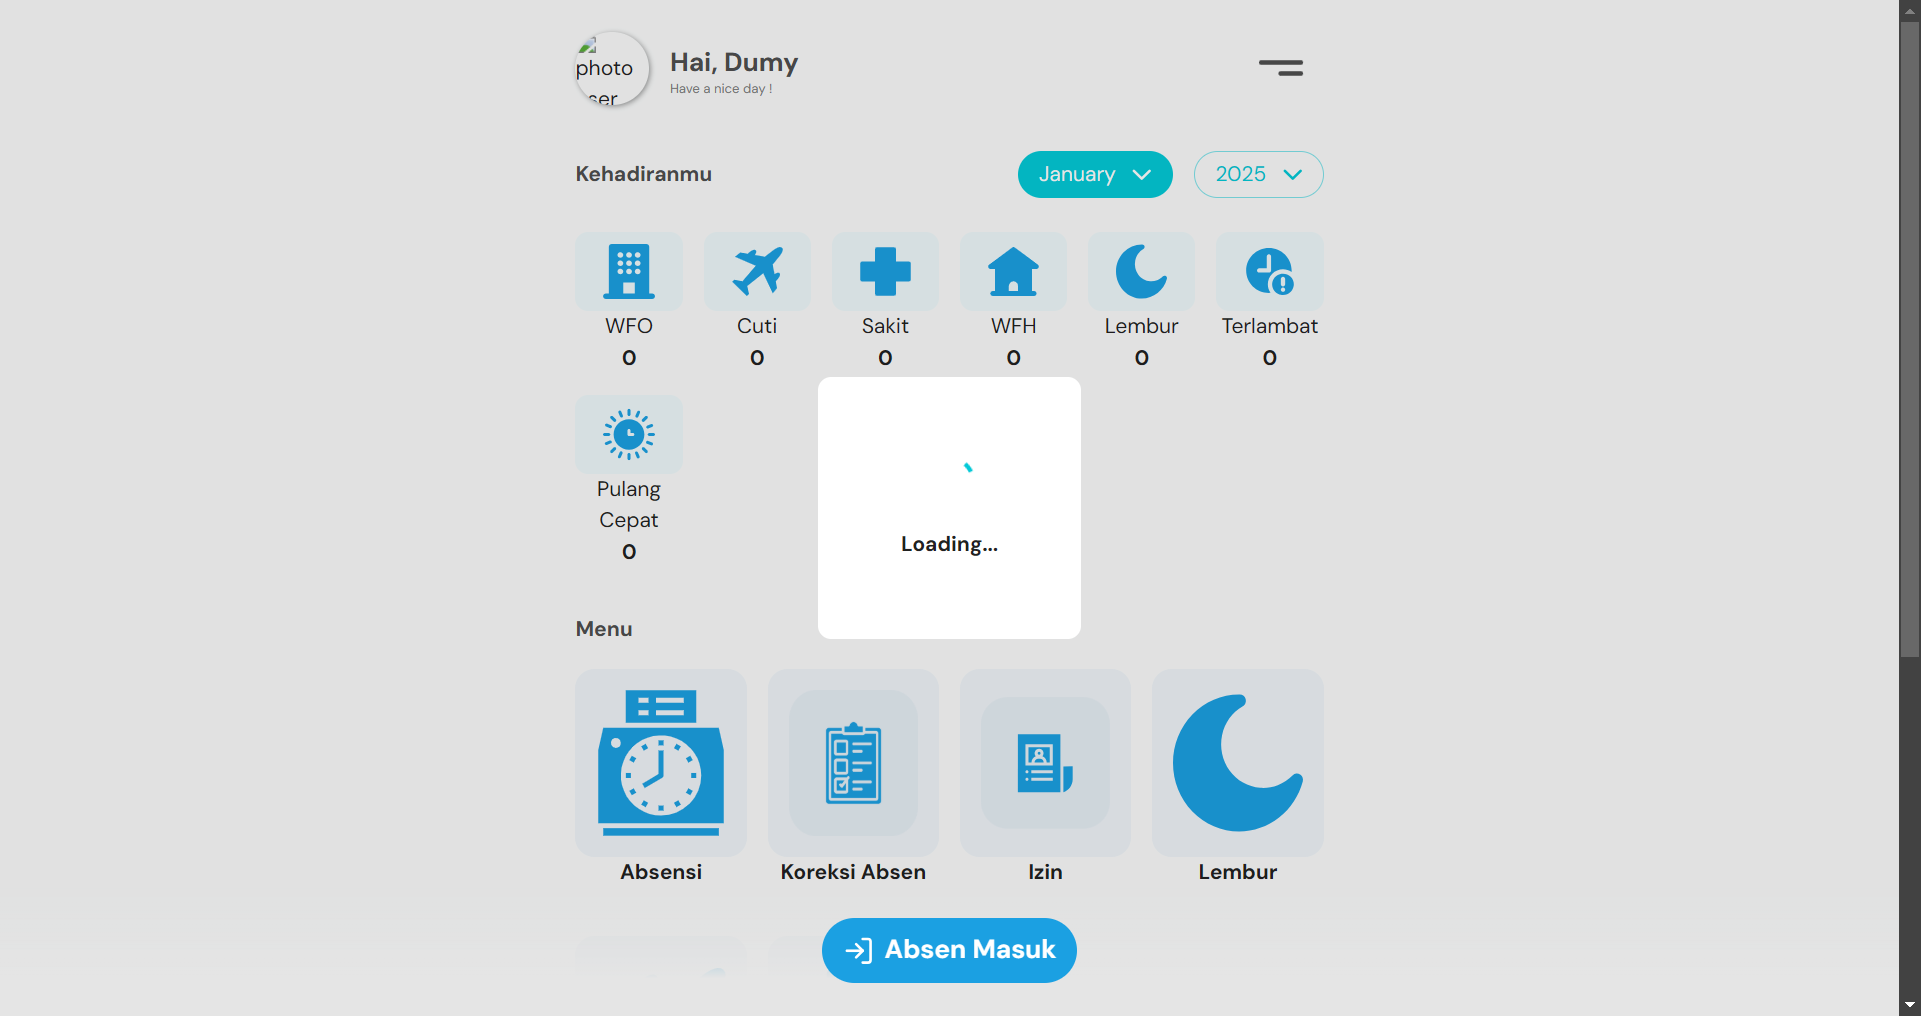 photo
Hai, Dumy
Have a nice day !
Kehadiranmu
January
2025
WFO
Cuti
Sakit
WFH
Lembur
Terlambat
0
0
0
0
0
0
Pulang
Cepat
0
Loading...
Menu
Absensi
Koreksi Absen
Izin
Lembur
Absen Masuk